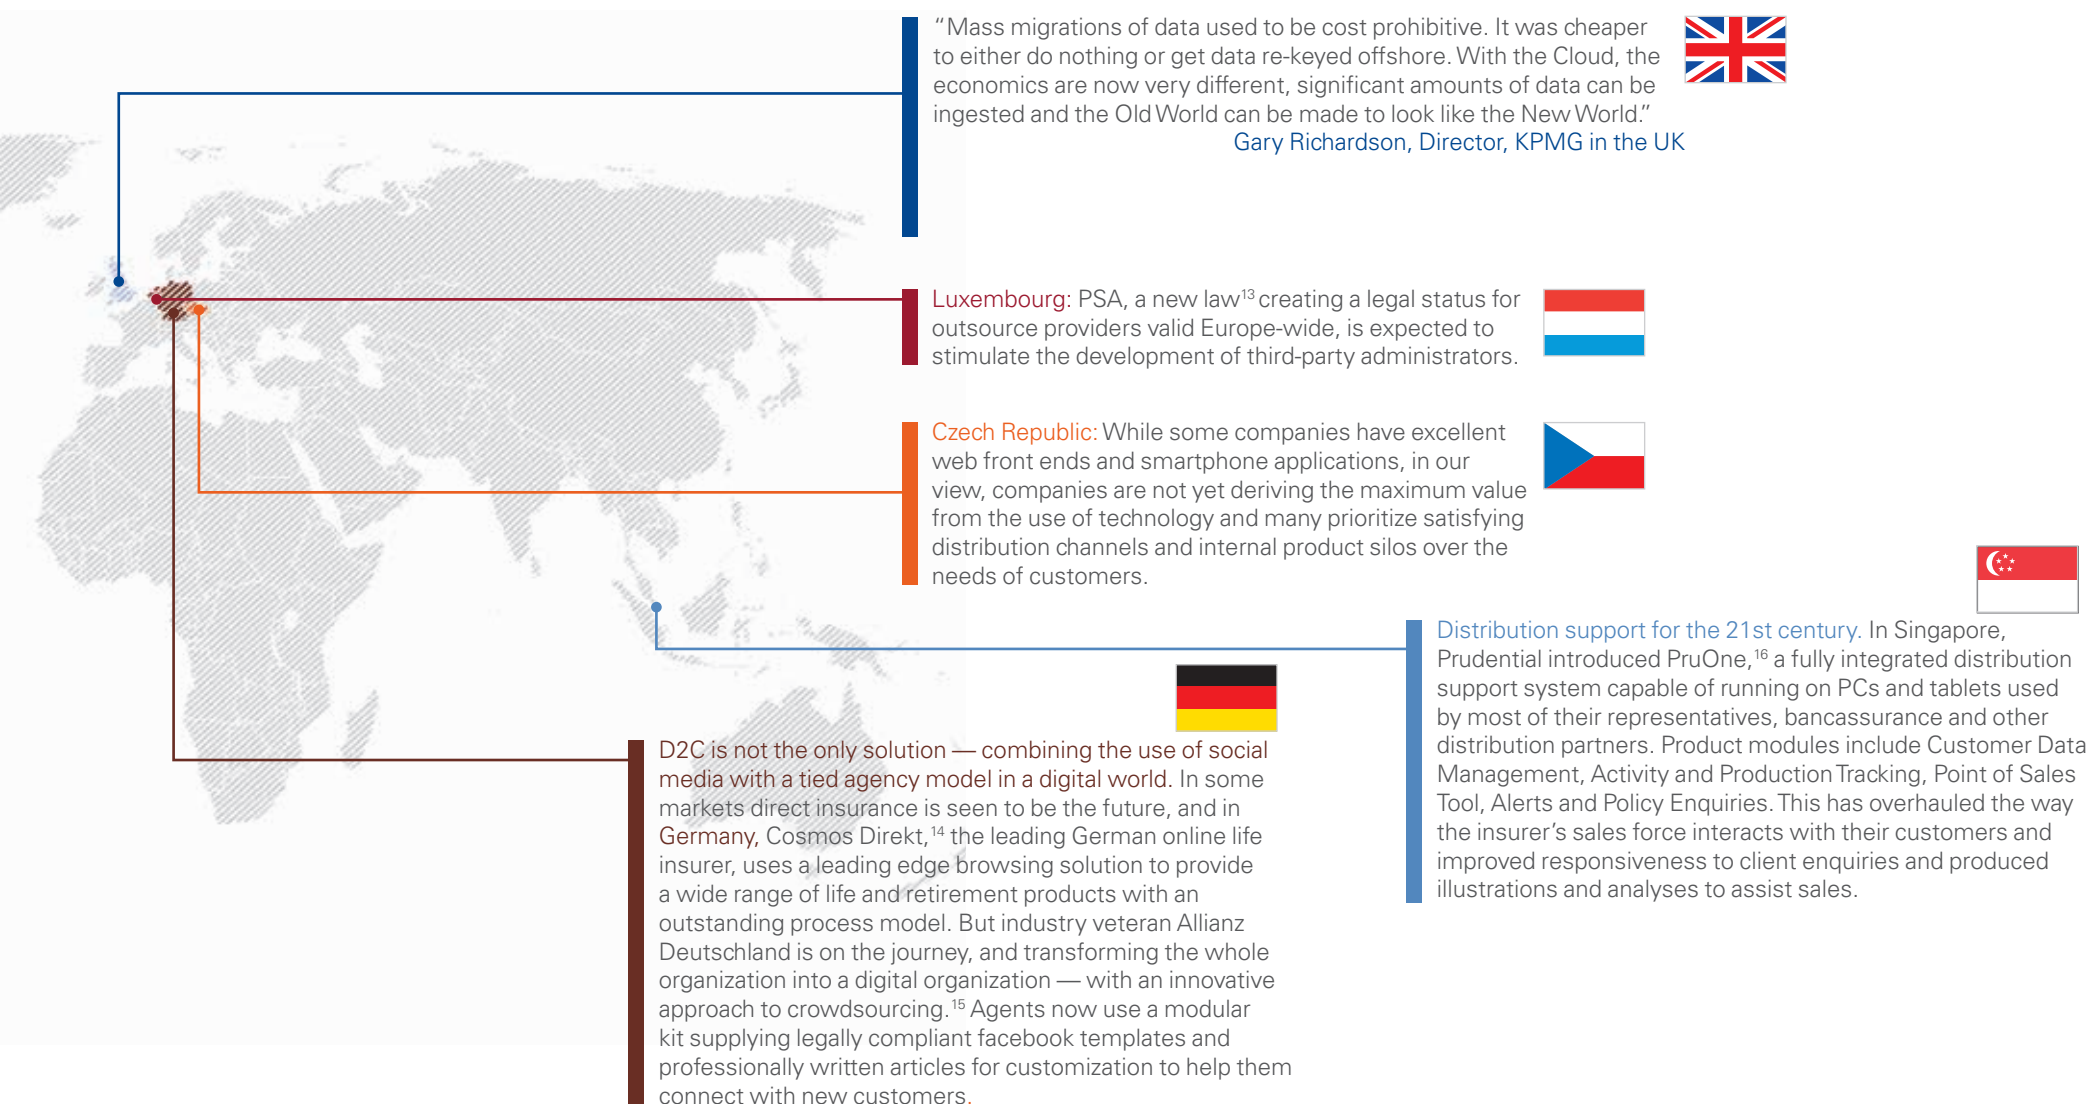 “Mass migrations of data used to be cost prohibitive. It was cheaper
to either do nothing or get data re-keyed offshore. With the Cloud, the
economics are now very different, significant amounts of data can be
ingested and the Old World can be made to look like the New World.”
Gary Richardson, Director, KPMG in the UK
Luxembourg: PSA, a new law¹³ creating a legal status for
outsource providers valid Europe-wide, is expected to
stimulate the development of third-party administrators.
Czech Republic: While some companies have excellent
web front ends and smartphone applications, in our
view, companies are not yet deriving the maximum value
from the use of technology and many prioritize satisfying
distribution channels and internal product silos over the
needs of customers.
Distribution support for the 21st century. In Singapore,
Prudential introduced PruOne,¹⁶ a fully integrated distribution
support system capable of running on PCs and tablets used
by most of their representatives, bancassurance and other
distribution partners. Product modules include Customer Data
Management, Activity and Production Tracking, Point of Sales
Tool, Alerts and Policy Enquiries. This has overhauled the way
the insurer’s sales force interacts with their customers and
improved responsiveness to client enquiries and produced
illustrations and analyses to assist sales.
D2C is not the only solution — combining the use of social
media with a tied agency model in a digital world. In some
markets direct insurance is seen to be the future, and in
Germany, Cosmos Direkt,¹⁴ the leading German online life
insurer, uses a leading edge browsing solution to provide
a wide range of life and retirement products with an
outstanding process model. But industry veteran Allianz
Deutschland is on the journey, and transforming the whole
organization into a digital organization — with an innovative
approach to crowdsourcing.¹⁵ Agents now use a modular
kit supplying legally compliant facebook templates and
professionally written articles for customization to help them
connect with new customers.